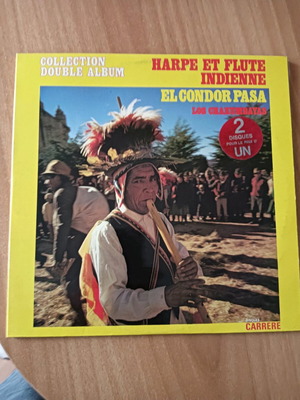 COLLECTION
DOUBLE ALBUM
HARPE ET FLUTE
INDIENNE
EL CONDOR PASA
2
DISQUES
POUR LE PRIX D'
UN
CARRERE